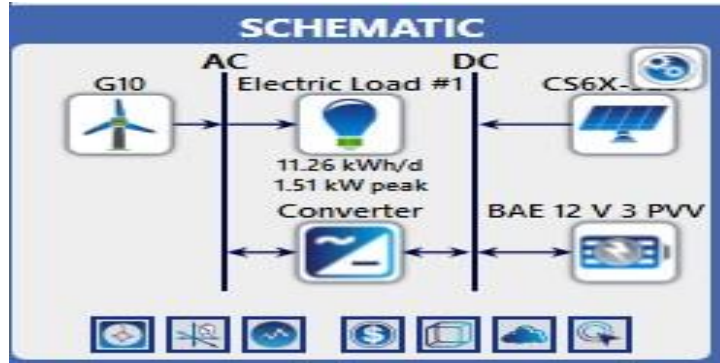 SCHEMATIC
AC
DC
G10
Electric Load #1
11.26 kWh/d
1.51 kW peak
Converter
BAE 12 V 3 PVV